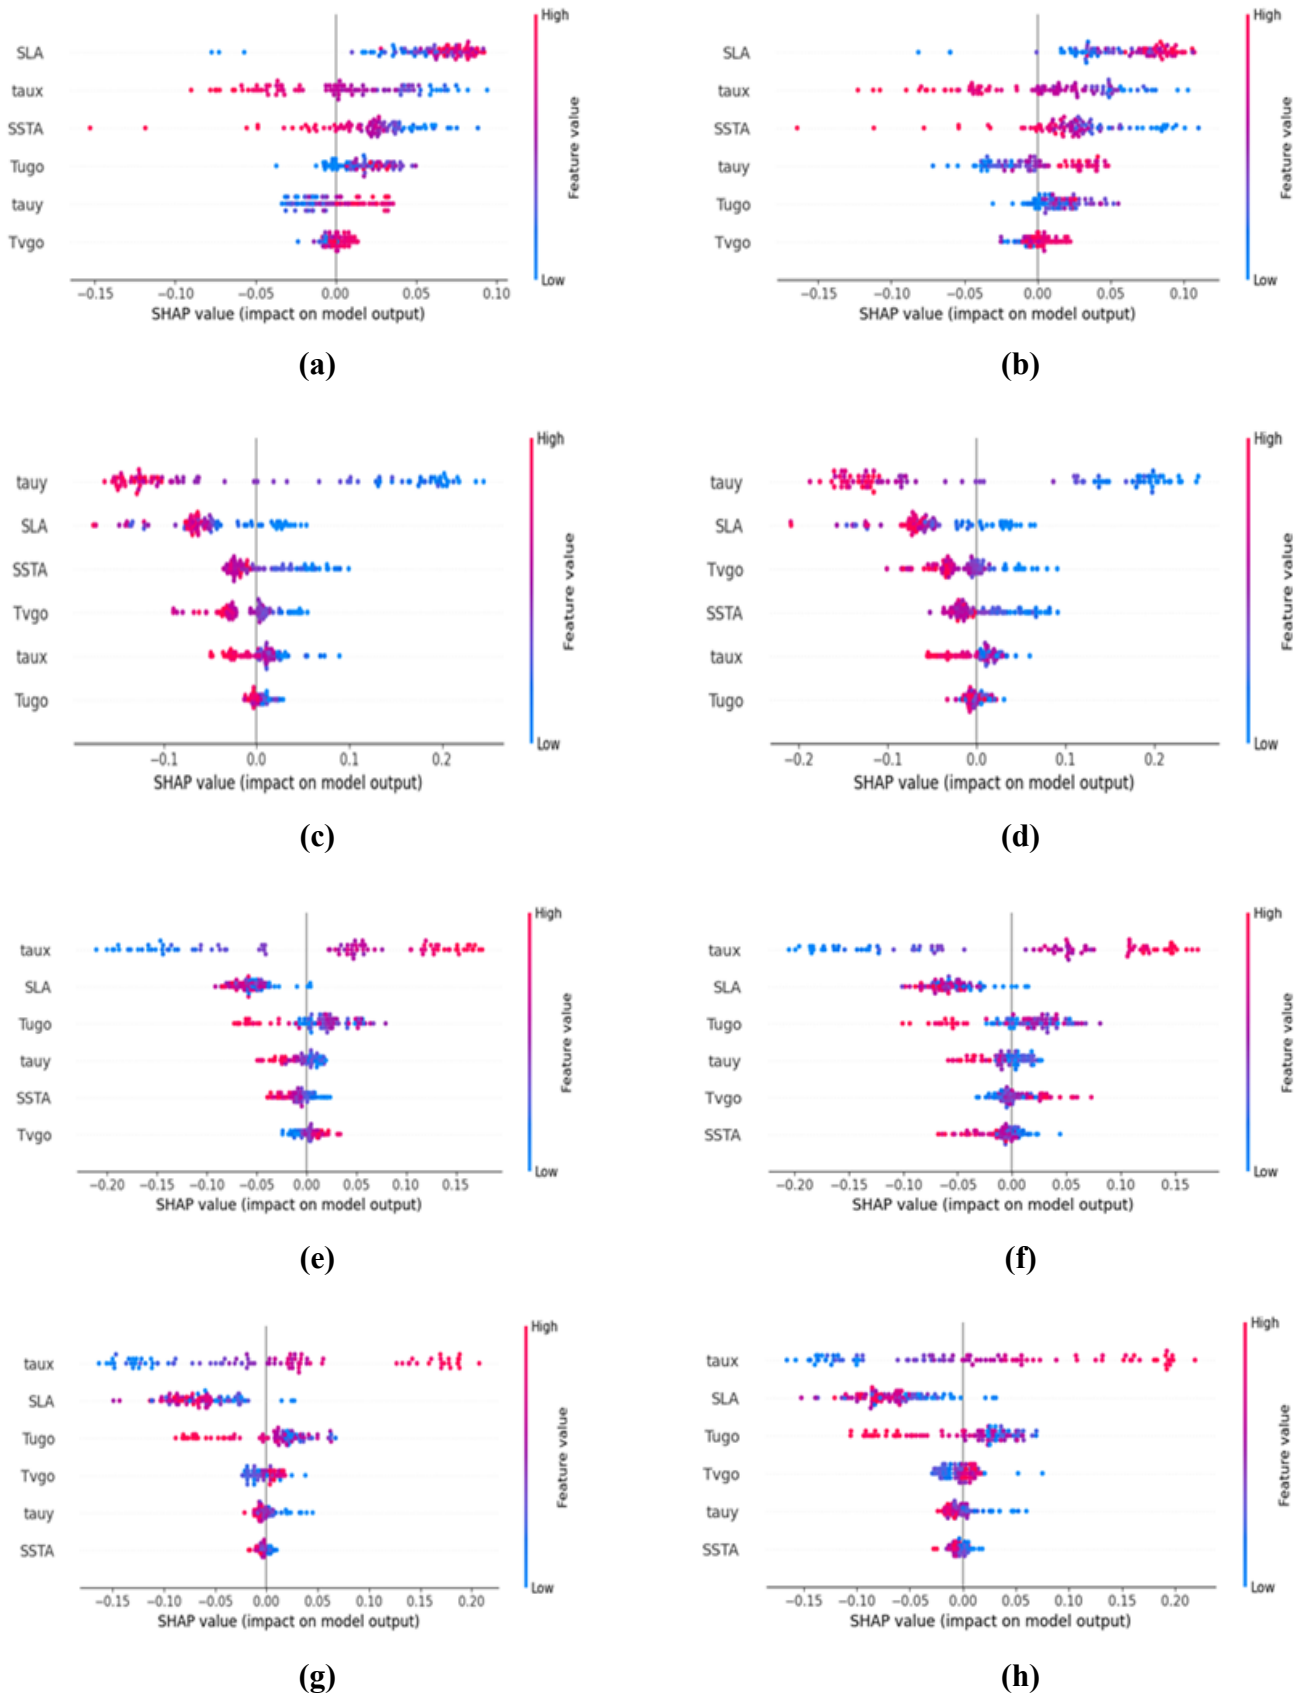 High
SLA
taux
SSTA
Tugo
tauy
Tvgo
Feature value
Low
−0.15 −0.10 −0.05 0.00 0.05 0.10
SHAP value (impact on model output)
(a)
High
SLA
taux
SSTA
tauy
Tugo
Tvgo
Feature value
Low
−0.15 −0.10 −0.05 0.00 0.05 0.10
SHAP value (impact on model output)
(b)
High
tauy
SLA
SSTA
Tvgo
taux
Tugo
Feature value
Low
−0.1 0.0 0.1 0.2
SHAP value (impact on model output)
(c)
High
tauy
SLA
Tvgo
SSTA
taux
Tugo
Feature value
Low
−0.2 −0.1 0.0 0.1 0.2
SHAP value (impact on model output)
(d)
High
taux
SLA
Tugo
tauy
SSTA
Tvgo
Feature value
Low
−0.20 −0.15 −0.10 −0.05 0.00 0.05 0.10 0.15
SHAP value (impact on model output)
(e)
High
taux
SLA
Tugo
tauy
Tvgo
SSTA
Feature value
Low
−0.20 −0.15 −0.10 −0.05 0.00 0.05 0.10 0.15
SHAP value (impact on model output)
(f)
High
taux
SLA
Tugo
Tvgo
tauy
SSTA
Feature value
Low
−0.15 −0.10 −0.05 0.00 0.05 0.10 0.15 0.20
SHAP value (impact on model output)
(g)
High
taux
SLA
Tugo
Tvgo
tauy
SSTA
Feature value
Low
−0.15 −0.10 −0.05 0.00 0.05 0.10 0.15 0.20
SHAP value (impact on model output)
(h)